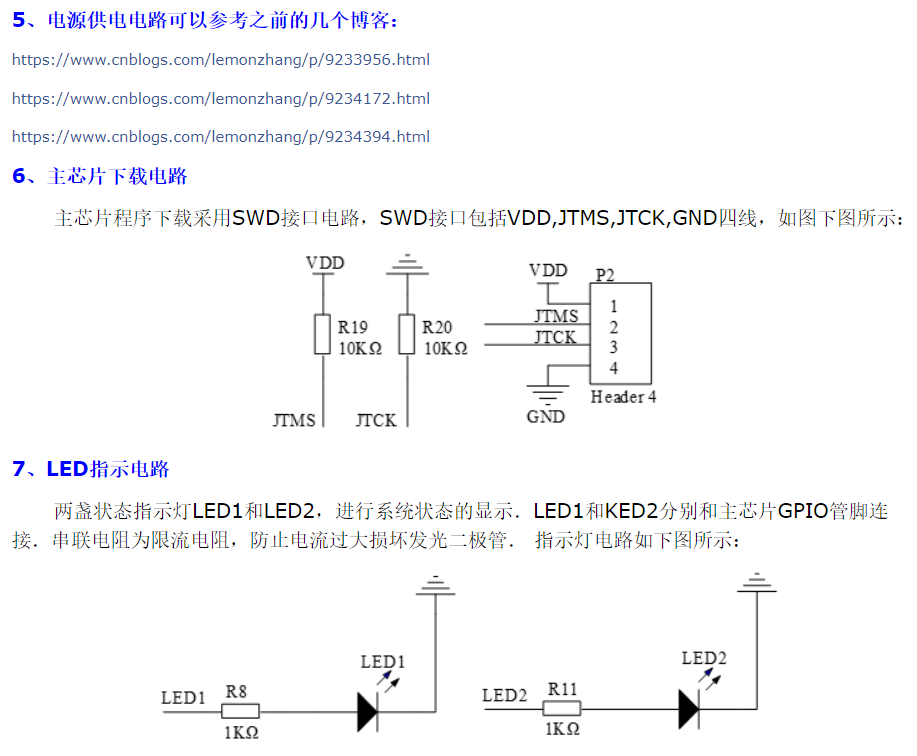 5、电源供电电路可以参考之前的几个博客：
https://www.cnblogs.com/lemonzhang/p/9233956.html
https://www.cnblogs.com/lemonzhang/p/9234172.html
https://www.cnblogs.com/lemonzhang/p/9234394.html
6、主芯片下载电路
主芯片程序下载采用SWD接口电路，SWD接口包括VDD,JTMS,JTCK,GND四线，如图下图所示：
VDD
R19
10KΩ
JTMS
R20
10KΩ
JTCK
VDD
P2
JTMS
JTCK
1
2
3
4
GND
Header 4
7、LED指示电路
两盏状态指示灯LED1和LED2，进行系统状态的显示．LED1和KED2分别和主芯片GPIO管脚连
接．串联电阻为限流电阻，防止电流过大损坏发光二极管． 指示灯电路如下图所示：
LED1
R8
1KΩ
LED1
LED2
R11
1KΩ
LED2